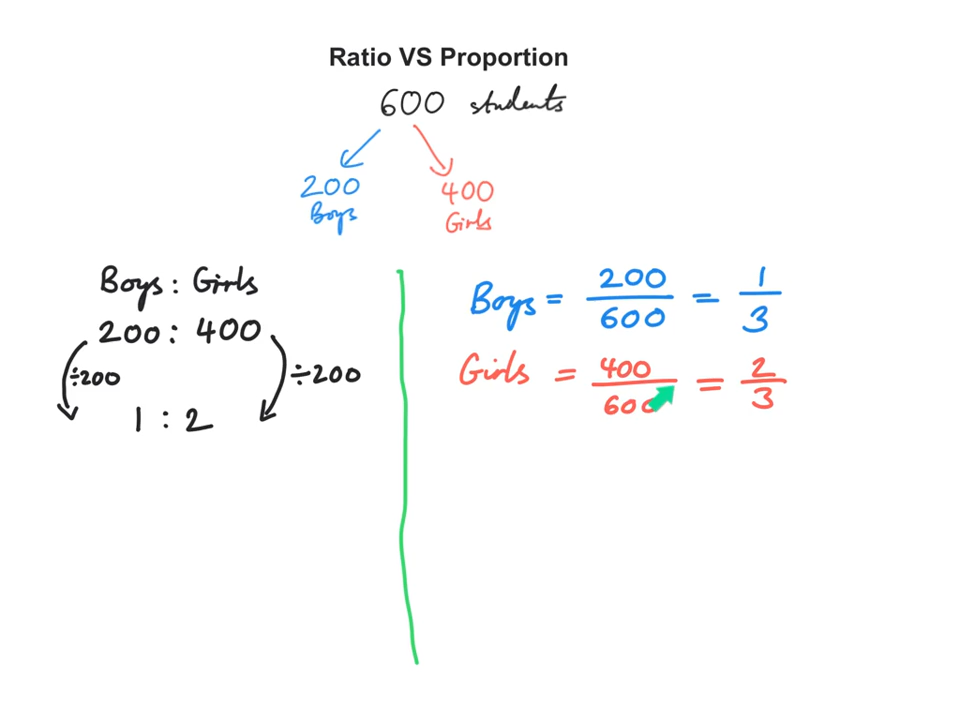 Ratio VS Proportion
600 students
200 400
Boys Girls
Boys : Girls
200 : 400
÷200 ÷200
1 : 2
Boys = 200/600 = 1/3
Girls = 400/600 = 2/3